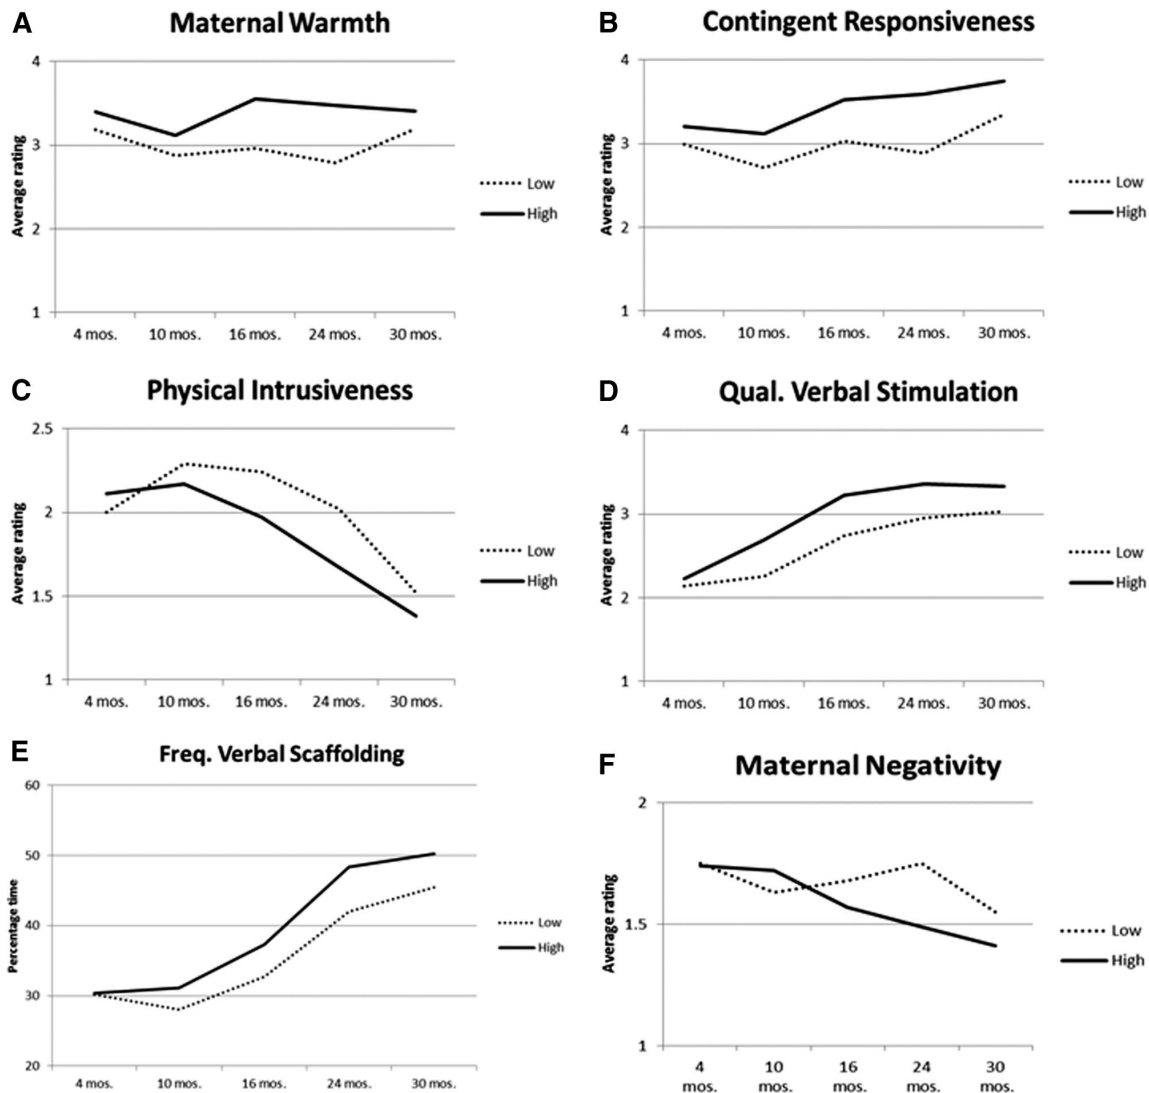 A
Maternal Warmth
4
3
2
1
Average rating
4 mos. 10 mos. 16 mos. 24 mos. 30 mos.
Low
High
B
Contingent Responsiveness
4
3
2
1
Average rating
4 mos. 10 mos. 16 mos. 24 mos. 30 mos.
Low
High
C
Physical Intrusiveness
2.5
2
1.5
1
Average rating
4 mos. 10 mos. 16 mos. 24 mos. 30 mos.
Low
High
D
Qual. Verbal Stimulation
4
3
2
1
Average rating
4 mos. 10 mos. 16 mos. 24 mos. 30 mos.
Low
High
E
Freq. Verbal Scaffolding
60
50
40
30
20
Percentage time
4 mos. 10 mos. 16 mos. 24 mos. 30 mos.
Low
High
F
Maternal Negativity
2
1.5
1
Average rating
4 10 16 24 30
mos. mos. mos. mos. mos.
Low
High